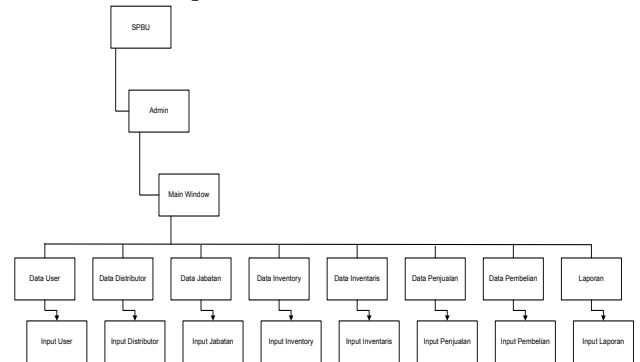 SPBU
Admin
Main Window
Data User
Data Distributor
Data Jabatan
Data Inventory
Data Inventaris
Data Penjualan
Data Pembelian
Laporan
Input User
Input Distributor
Input Jabatan
Input Inventory
Input Inventaris
Input Penjualan
Input Pembelian
Input Laporan